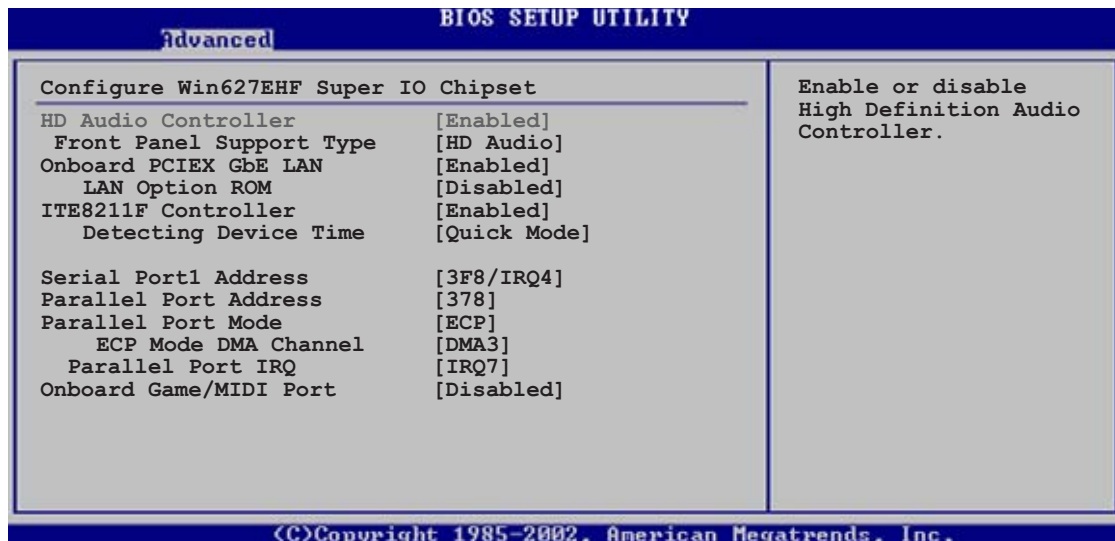 BIOS SETUP UTILITY
Advanced
Configure Win627EHF Super IO Chipset
HD Audio Controller [Enabled]
Front Panel Support Type [HD Audio]
Onboard PCIEX GbE LAN [Enabled]
LAN Option ROM [Disabled]
ITE8211F Controller [Enabled]
Detecting Device Time [Quick Mode]
Serial Port1 Address [3F8/IRQ4]
Parallel Port Address [378]
Parallel Port Mode [ECP]
ECP Mode DMA Channel [DMA3]
Parallel Port IRQ [IRQ7]
Onboard Game/MIDI Port [Disabled]
Enable or disable
High Definition Audio
Controller.
(C)Copyright 1985-2002, American Megatrends, Inc.